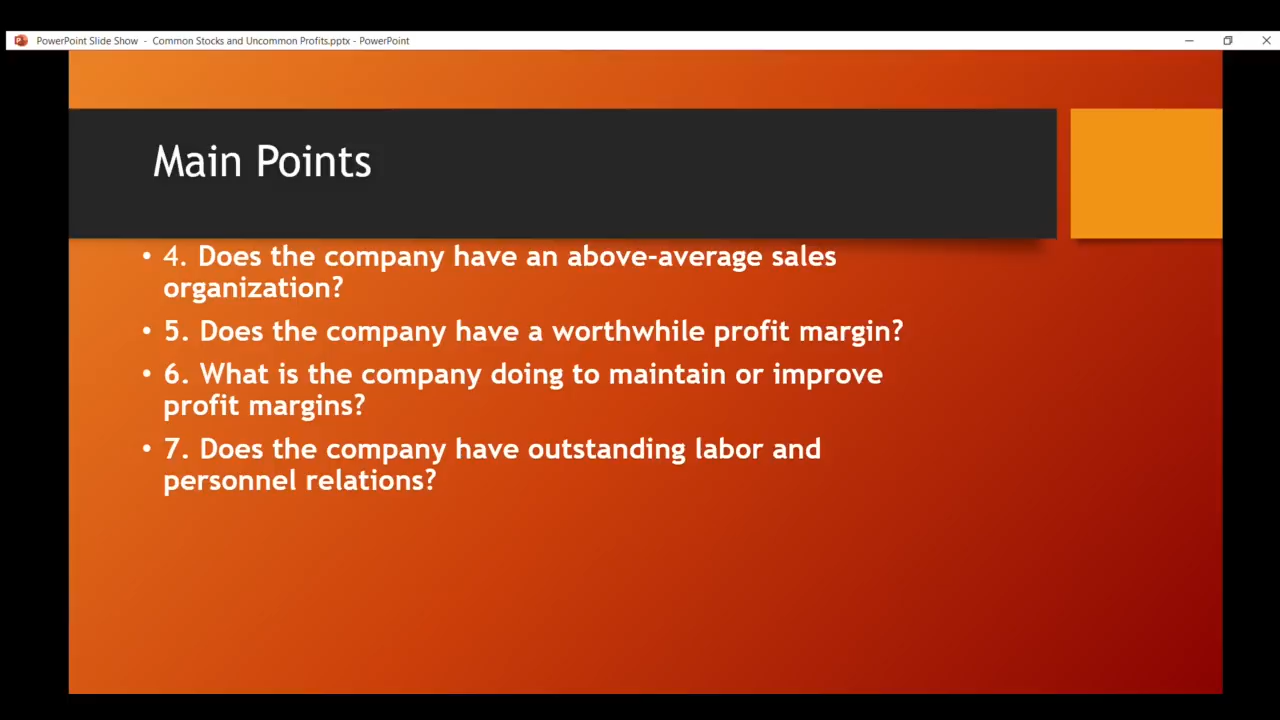 PowerPoint Slide Show - Common Stocks and Uncommon Profits.pptx - PowerPoint
Main Points
• 4. Does the company have an above-average sales
organization?
• 5. Does the company have a worthwhile profit margin?
• 6. What is the company doing to maintain or improve
profit margins?
• 7. Does the company have outstanding labor and
personnel relations?